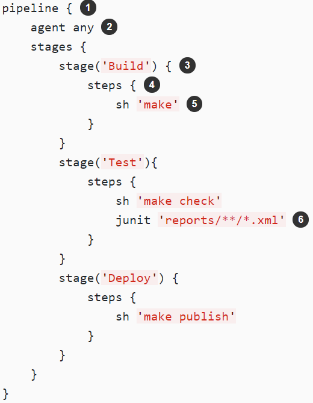 pipeline { 1
    agent any 2
    stages {
        stage('Build') { 3
            steps { 4
                sh 'make' 5
            }
        }
        stage('Test'){
            steps {
                sh 'make check'
                junit 'reports/**/*.xml' 6
            }
        }
        stage('Deploy') {
            steps {
                sh 'make publish'
            }
        }
    }
}